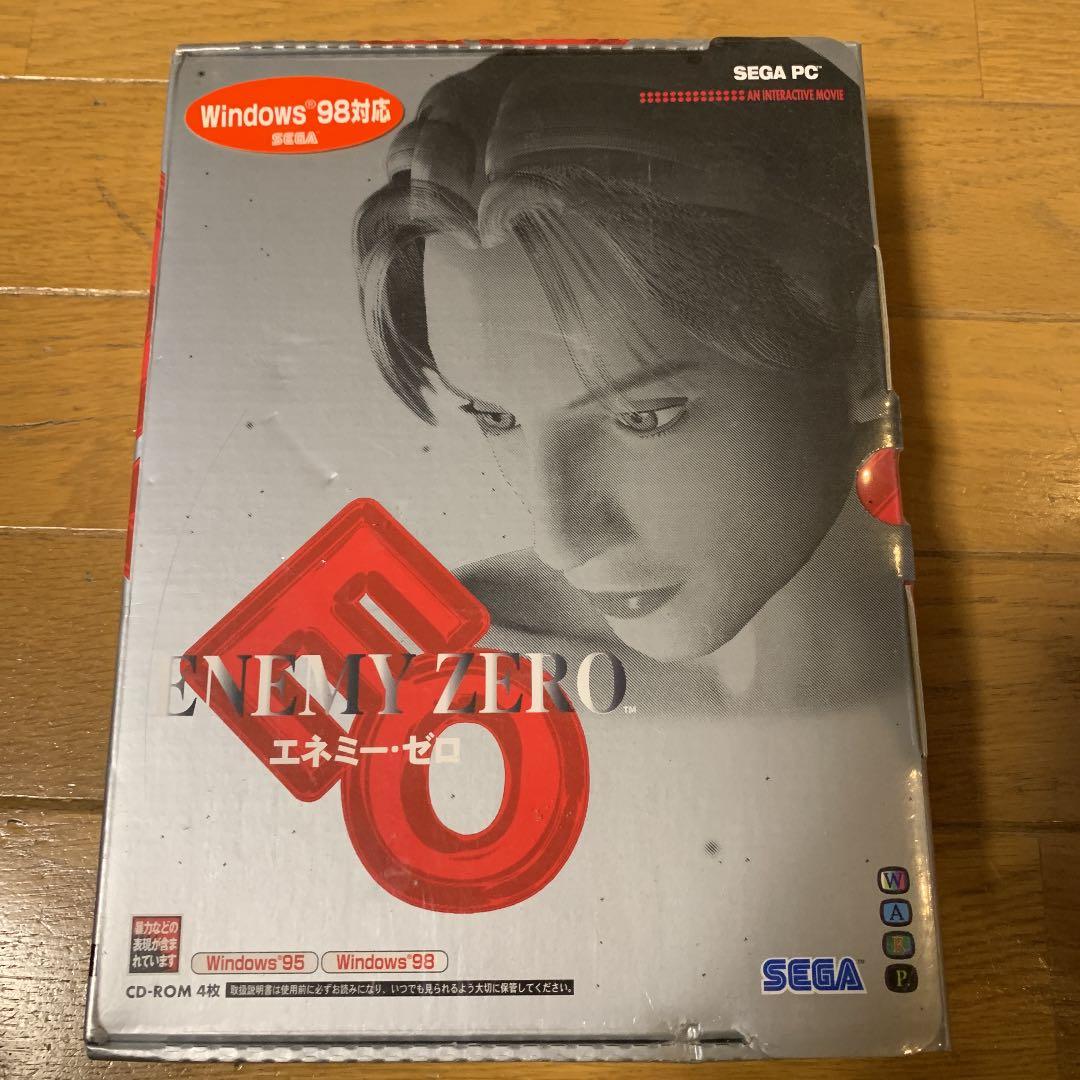 SEGA PC™
AN INTERACTIVE MOVIE
Windows®98対応
SEGA
ENEMY ZERO™
エネミー・ゼロ
暴力などの
表現が含ま
れています
Windows®95 Windows®98
CD-ROM 4枚 取扱説明書は使用前に必ずお読みになり、いつでも見られるよう大切に保管してください。
SEGA™
W
A
R
P